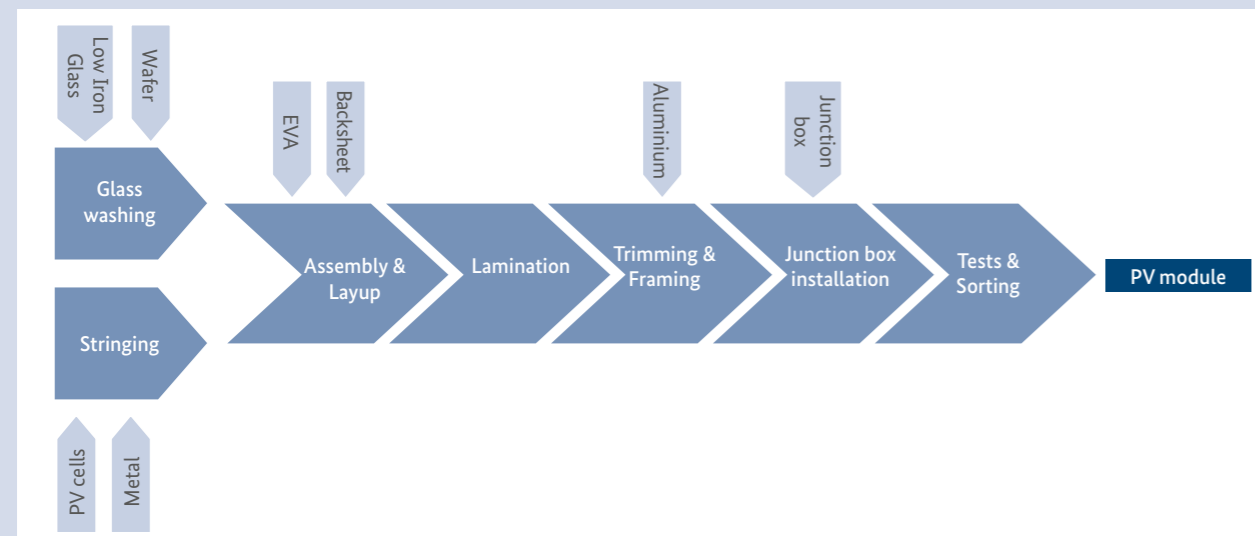 Low Iron
Glass
Wafer
EVA
Backsheet
Aluminium
Junction
box
Glass
washing
Stringing
Assembly &
Layup
Lamination
Trimming &
Framing
Junction box
installation
Tests &
Sorting
PV module
PV cells
Metal